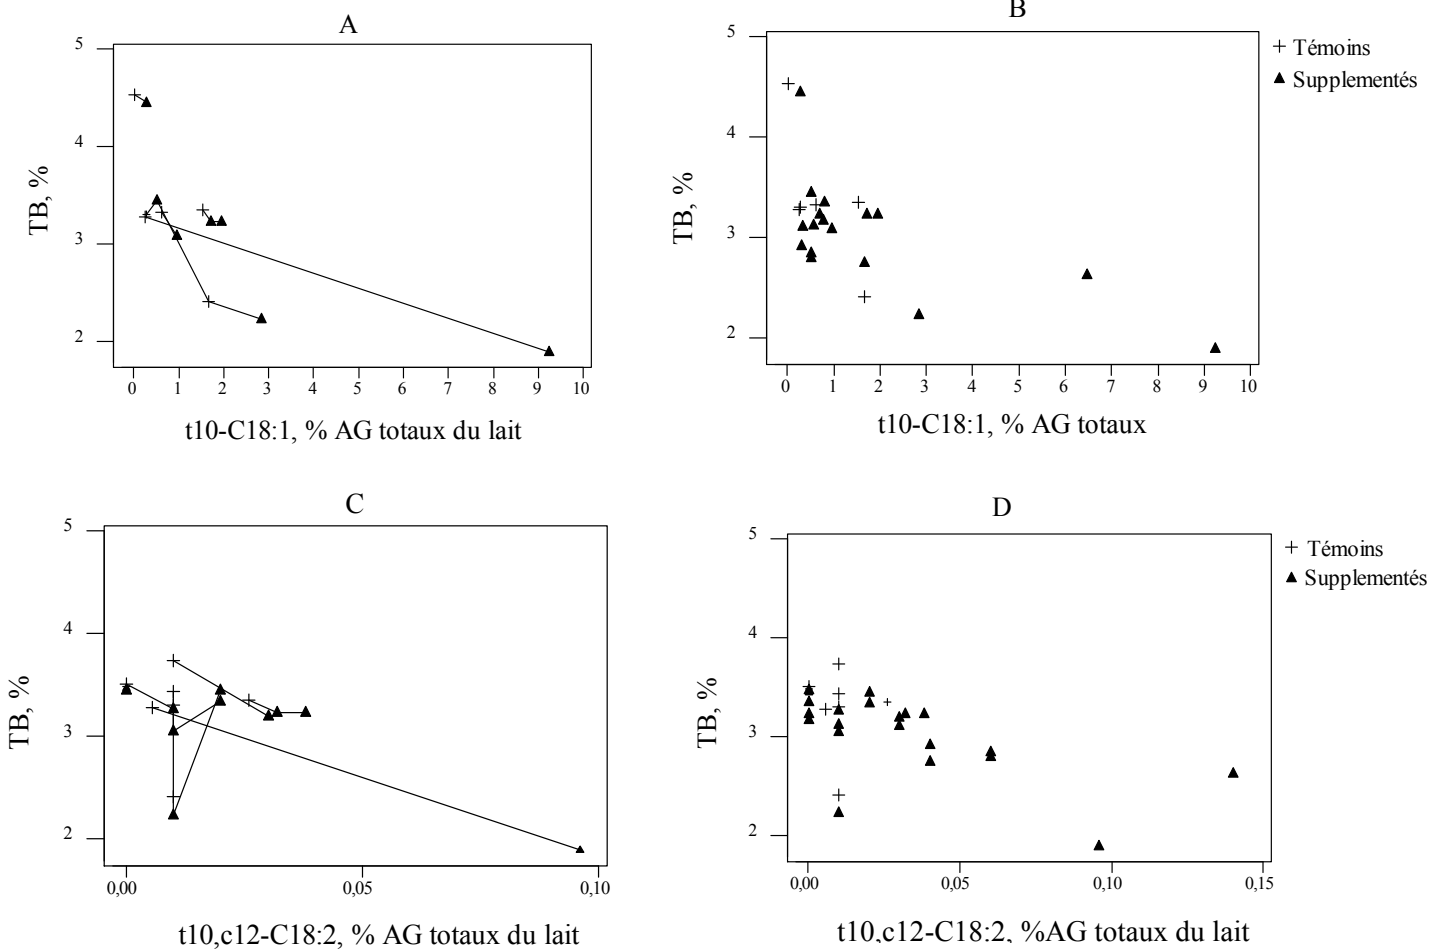 A
5
4
3
2
TB, %
0 1 2 3 4 5 6 7 8 9 10
t10-C18:1, % AG totaux du lait
B
5
4
3
2
TB, %
0 1 2 3 4 5 6 7 8 9 10
t10-C18:1, % AG totaux
Témoins
Supplementés
C
5
4
3
2
TB, %
0,00 0,05 0,10
t10,c12-C18:2, % AG totaux du lait
D
5
4
3
2
TB, %
0,00 0,05 0,10 0,15
t10,c12-C18:2, %AG totaux du lait
Témoins
Supplementés